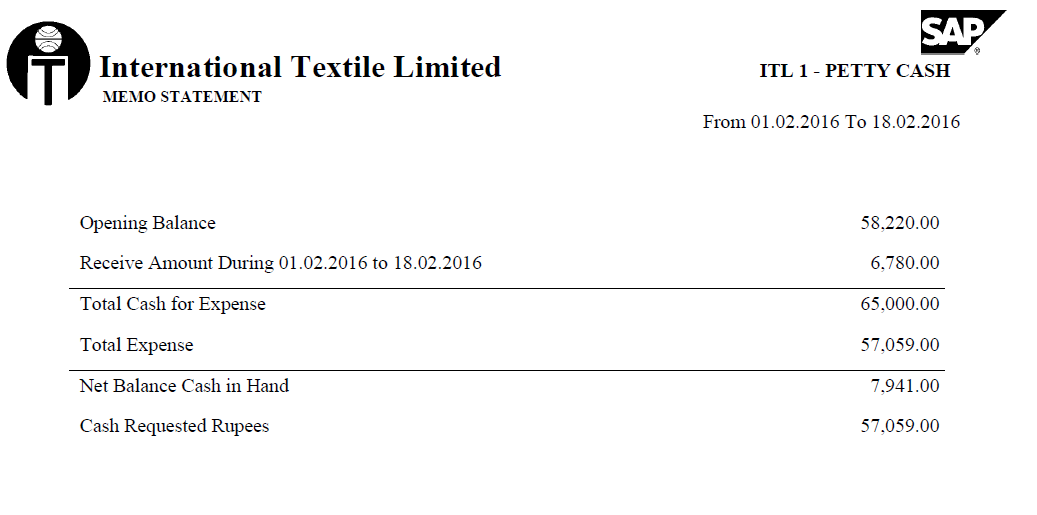 SAP ®
International Textile Limited
ITL 1 - PETTY CASH
MEMO STATEMENT
From 01.02.2016 To 18.02.2016
Opening Balance 58,220.00
Receive Amount During 01.02.2016 to 18.02.2016 6,780.00
Total Cash for Expense 65,000.00
Total Expense 57,059.00
Net Balance Cash in Hand 7,941.00
Cash Requested Rupees 57,059.00